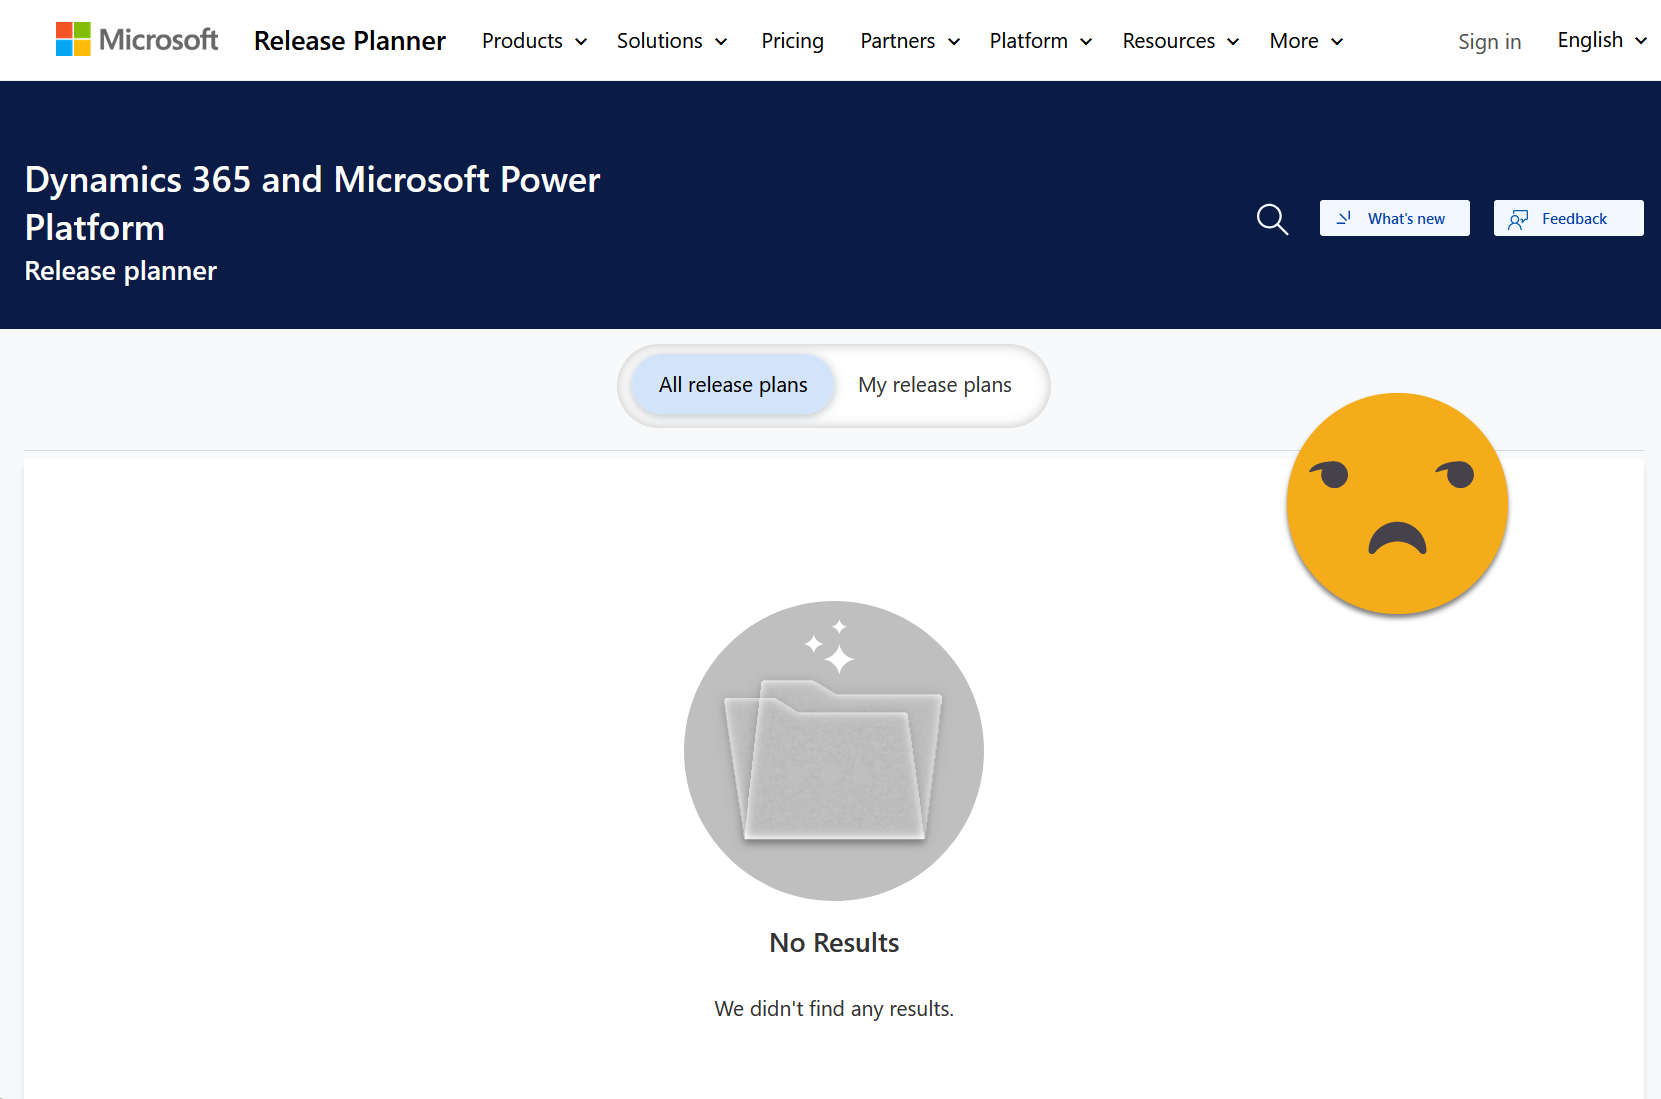 Microsoft Release Planner Products Solutions Pricing Partners Platform Resources More Sign in English
Dynamics 365 and Microsoft Power
Platform
Release planner
What's new Feedback
All release plans My release plans
No Results
We didn't find any results.